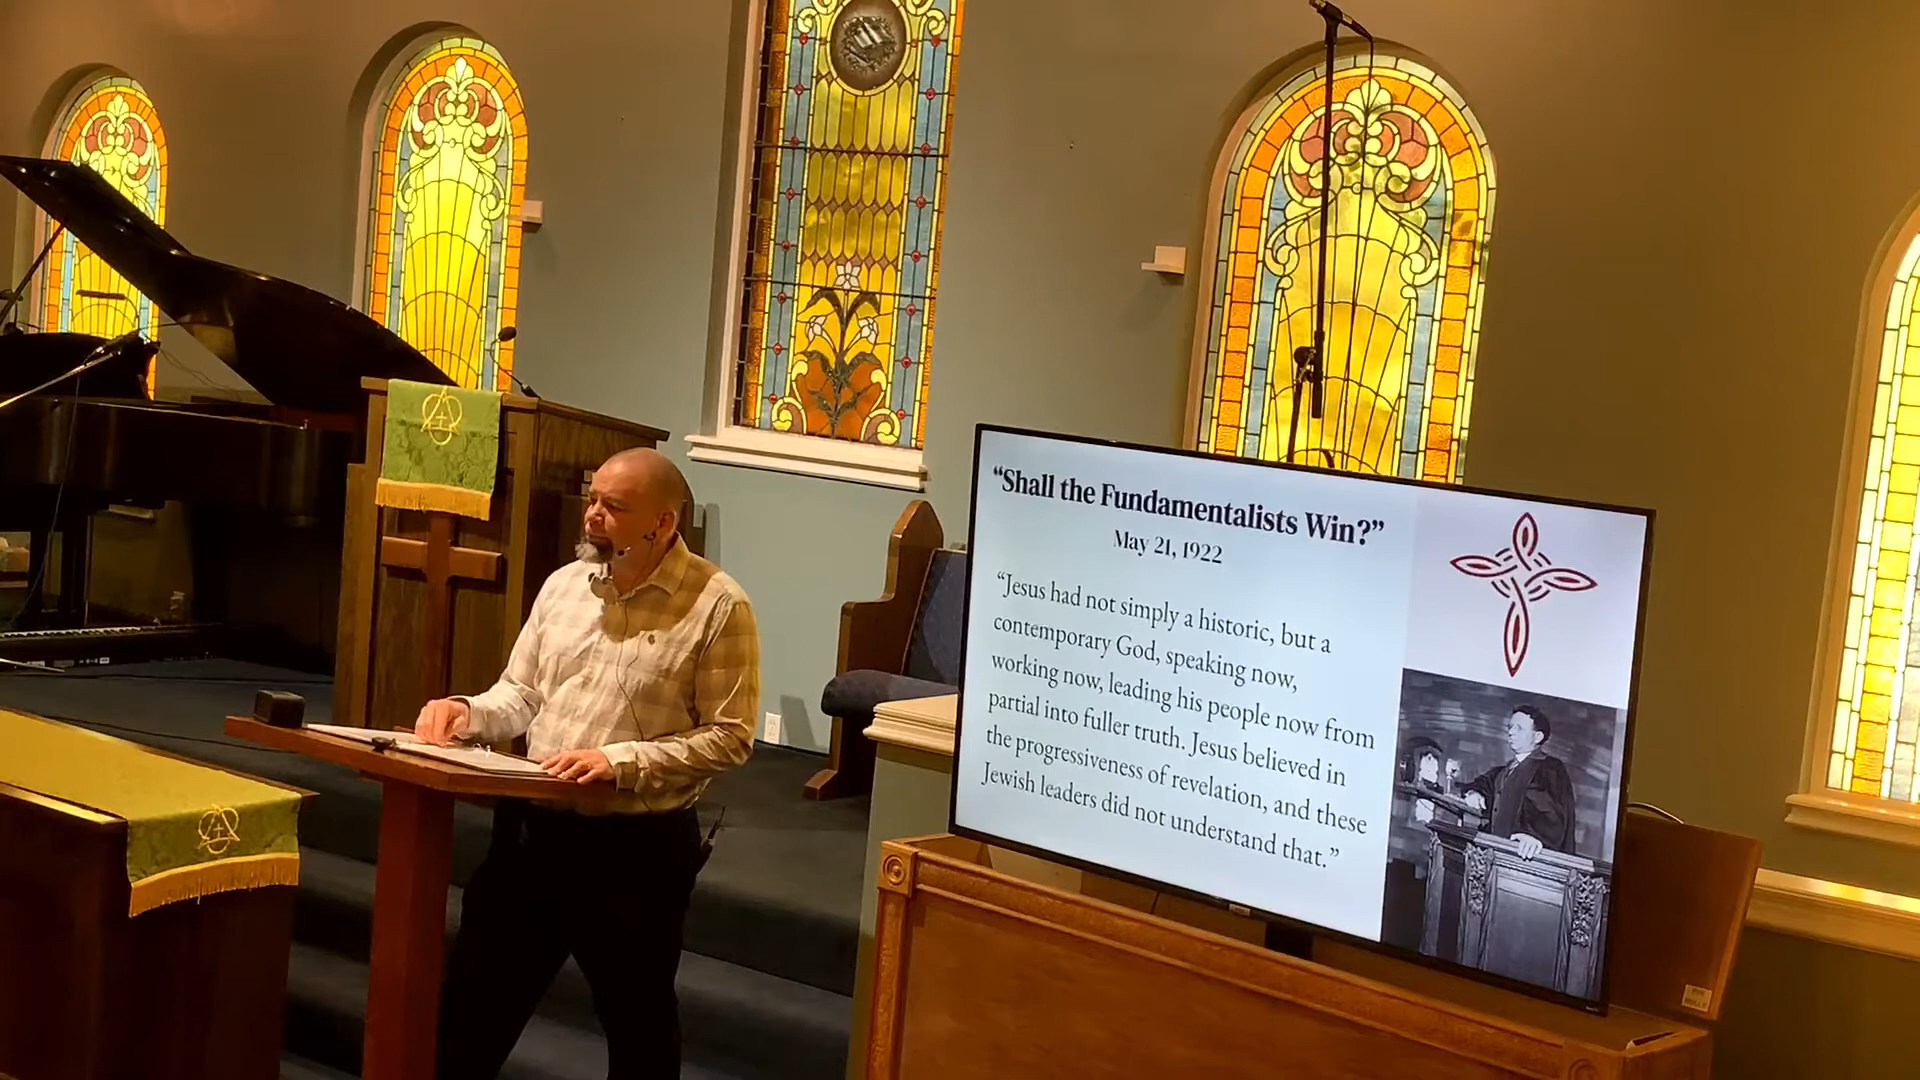 “Shall the Fundamentalists Win?”
May 21, 1922
“Jesus had not simply a historic, but a
contemporary God, speaking now,
working now, leading his people now from
partial into fuller truth. Jesus believed in
the progressiveness of revelation, and these
Jewish leaders did not understand that.”